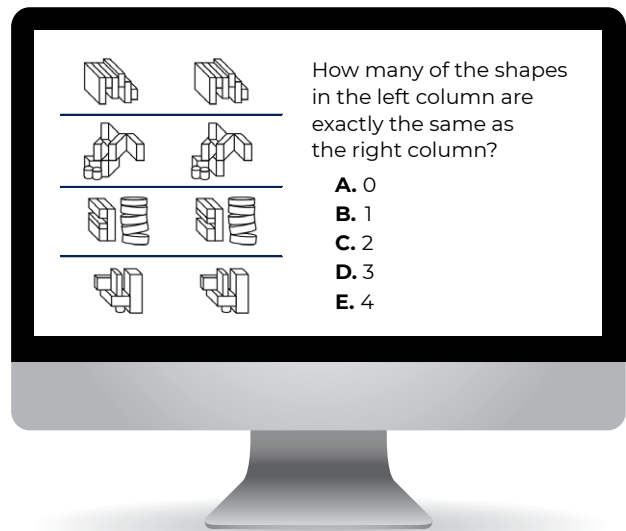 How many of the shapes
in the left column are
exactly the same as
the right column?
A. 0
B. 1
C. 2
D. 3
E. 4